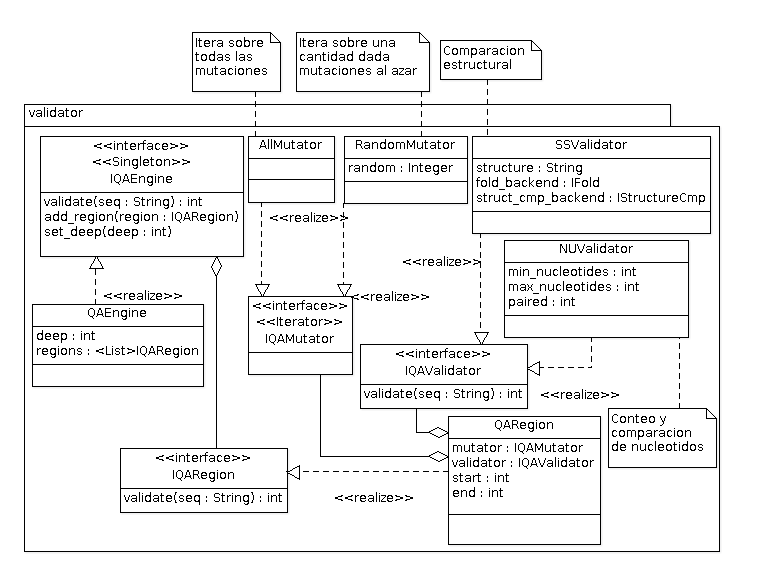 Itera sobre
todas las
mutaciones
Itera sobre una
cantidad dada
mutaciones al azar
Comparacion
estructural
validator
<<interface>>
<<Singleton>>
IQAEngine
validate(seq : String) : int
add_region(region : IQARegion)
set_deep(deep : int)
AllMutator
RandomMutator
random : Integer
SSValidator
structure : String
fold_backend : IFold
struct_cmp_backend : IStructureCmp
<<realize>>
<<realize>>
NUValidator
min_nucleotides : int
max_nucleotides : int
paired : int
<<realize>>
<<realize>>
QAEngine
deep : int
regions : <List>IQARegion
<<interface>>
<<Iterator>>
IQAMutator
<<interface>>
IQAValidator
validate(seq : String) : int
<<realize>>
Conteo y
comparacion
de nucleotidos
QARegion
mutator : IQAMutator
validator : IQAValidator
start : int
end : int
<<interface>>
IQARegion
validate(seq : String) : int
<<realize>>